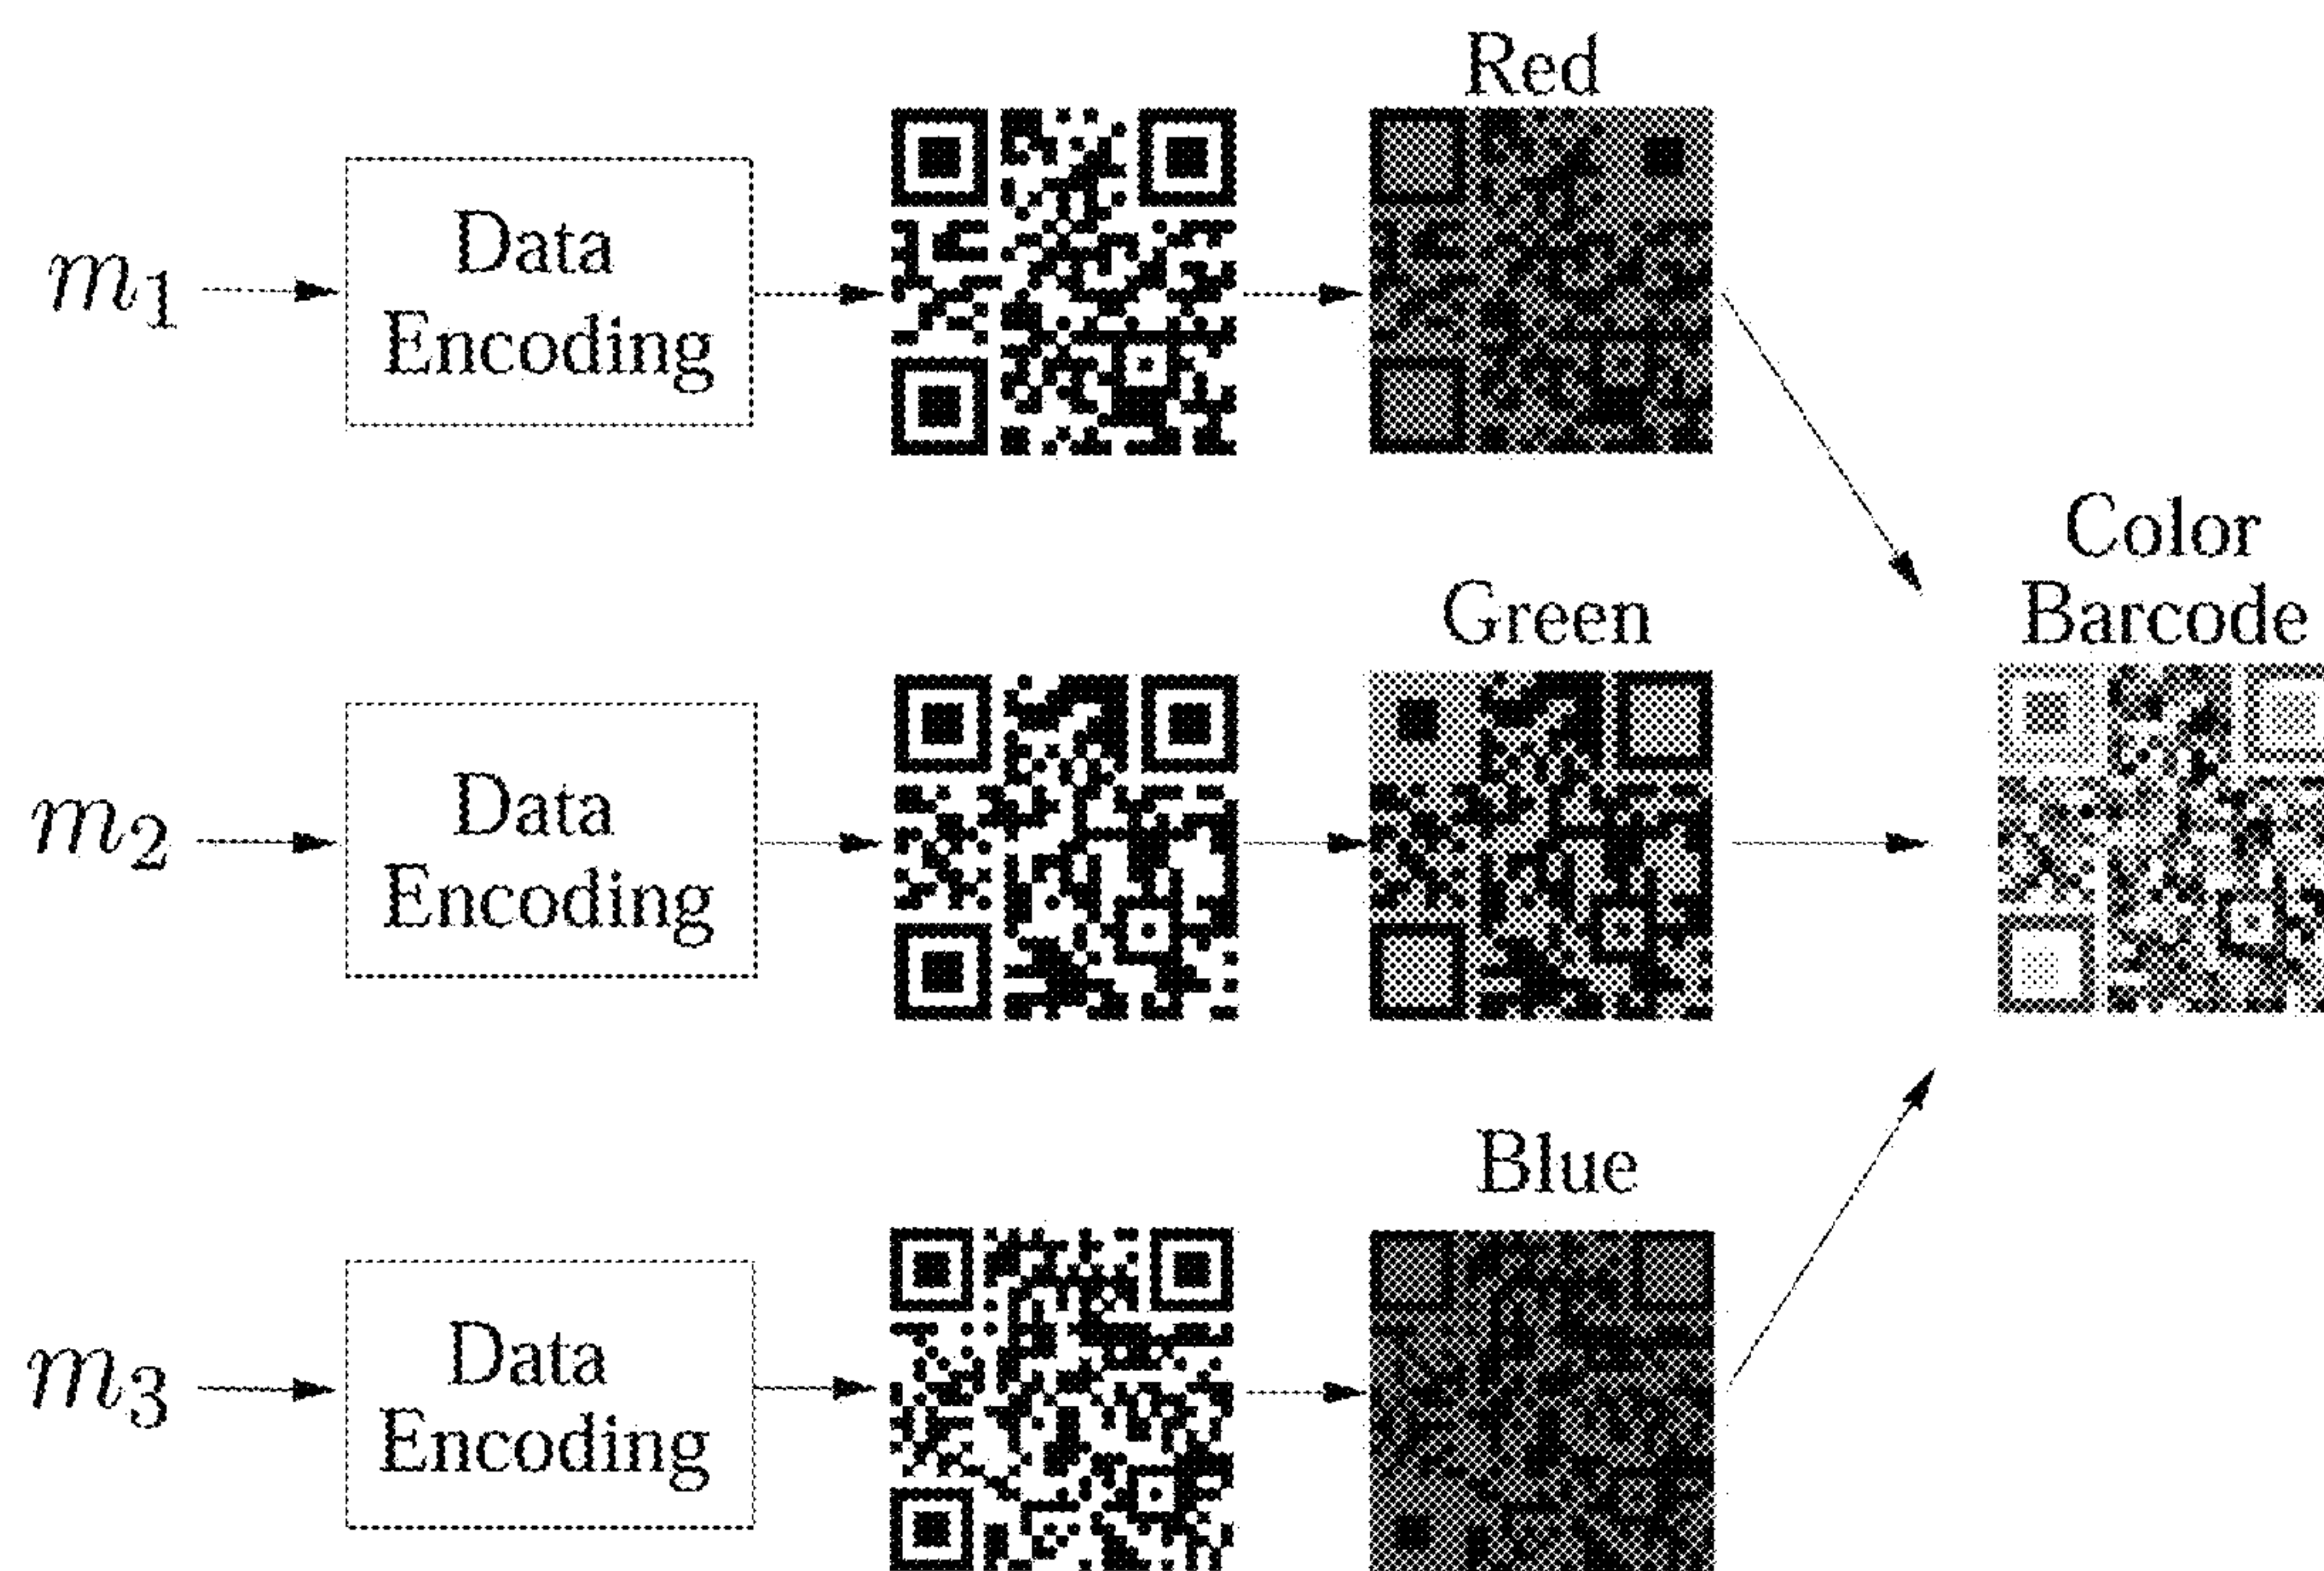 Red
m₁
Data
Encoding
Color
Barcode
Green
m₂
Data
Encoding
Blue
m₃
Data
Encoding